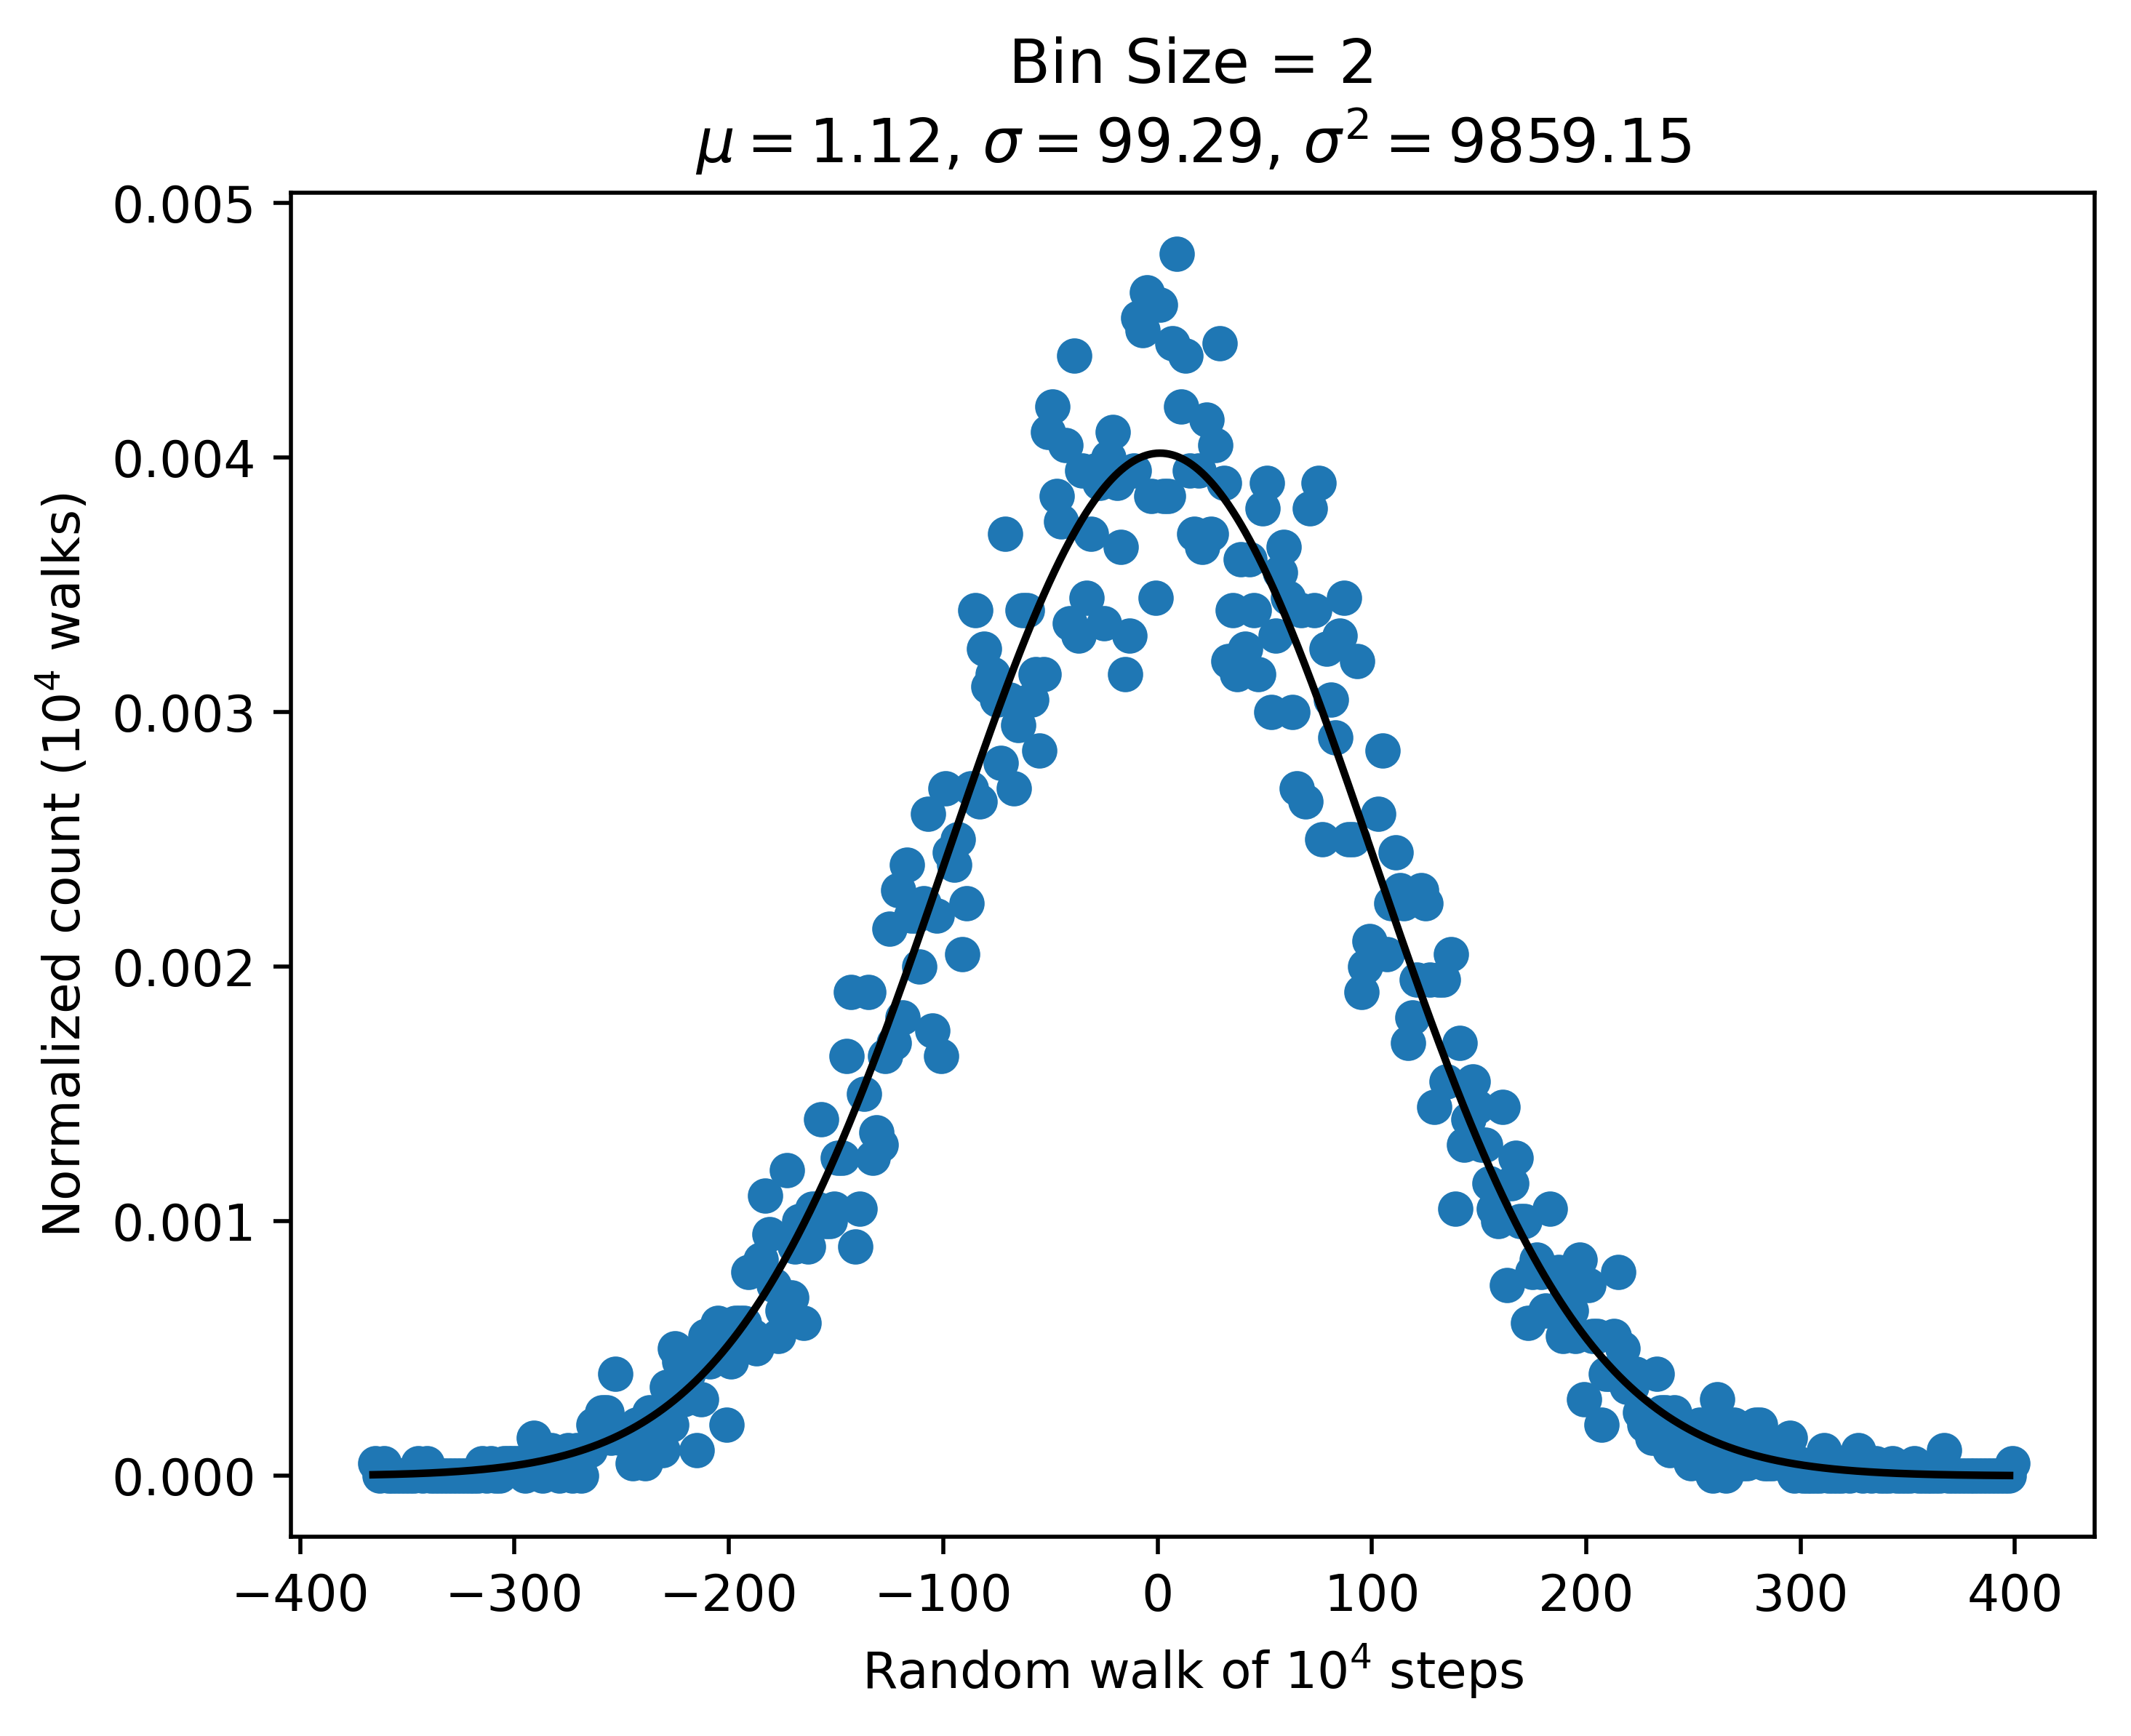 Bin Size = 2
μ = 1.12, σ = 99.29, σ² = 9859.15
0.005
0.004
0.003
0.002
0.001
0.000
Normalized count (10⁴ walks)
−400 −300 −200 −100 0 100 200 300 400
Random walk of 10⁴ steps